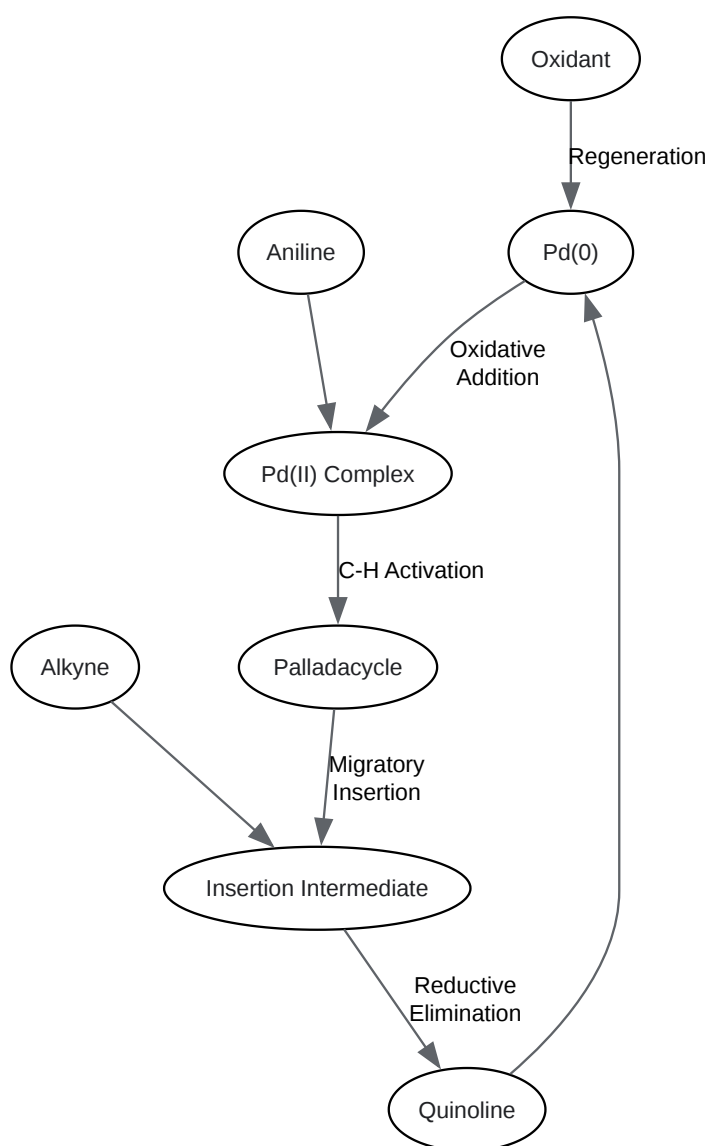 Oxidant
Regeneration
Aniline
Pd(0)
Oxidative
Addition
Pd(II) Complex
C-H Activation
Alkyne
Palladacycle
Migratory
Insertion
Insertion Intermediate
Reductive
Elimination
Quinoline